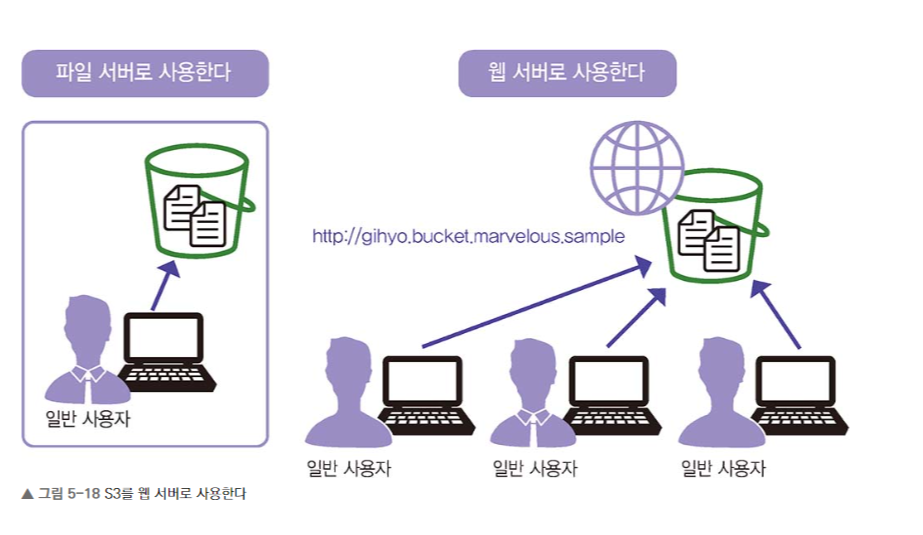 파일 서버로 사용한다
웹 서버로 사용한다
http://gihyo.bucket.marvelous.sample
일반 사용자
일반 사용자
일반 사용자
일반 사용자
▲ 그림 5-18 S3를 웹 서버로 사용한다